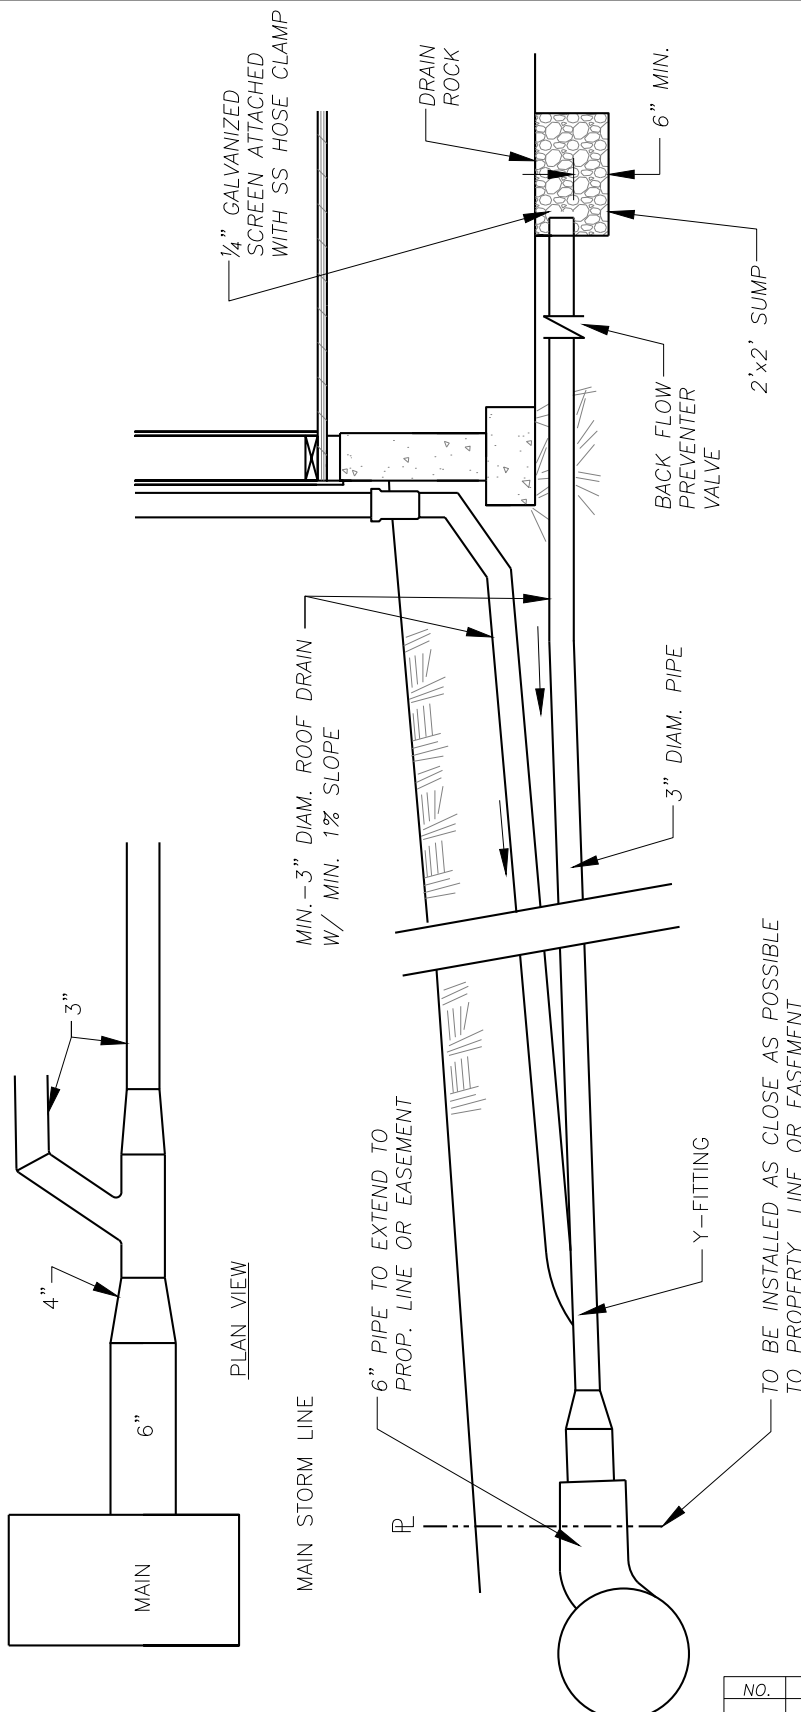 ¼" GALVANIZED
SCREEN ATTACHED
WITH SS HOSE CLAMP
DRAIN
ROCK
6" MIN.
2'x2' SUMP
BACK FLOW
PREVENTER
VALVE
MIN.-3" DIAM. ROOF DRAIN
W/ MIN. 1% SLOPE
3" DIAM. PIPE
3"
4"
6"
MAIN
PLAN VIEW
MAIN STORM LINE
6" PIPE TO EXTEND TO
PROP. LINE OR EASEMENT
PL
Y-FITTING
TO BE INSTALLED AS CLOSE AS POSSIBLE
TO PROPERTY LINE OR EASEMENT
NO.